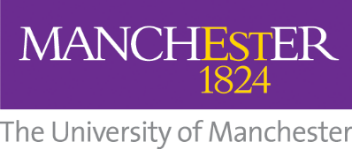 MANCHESTER
1824
The University of Manchester